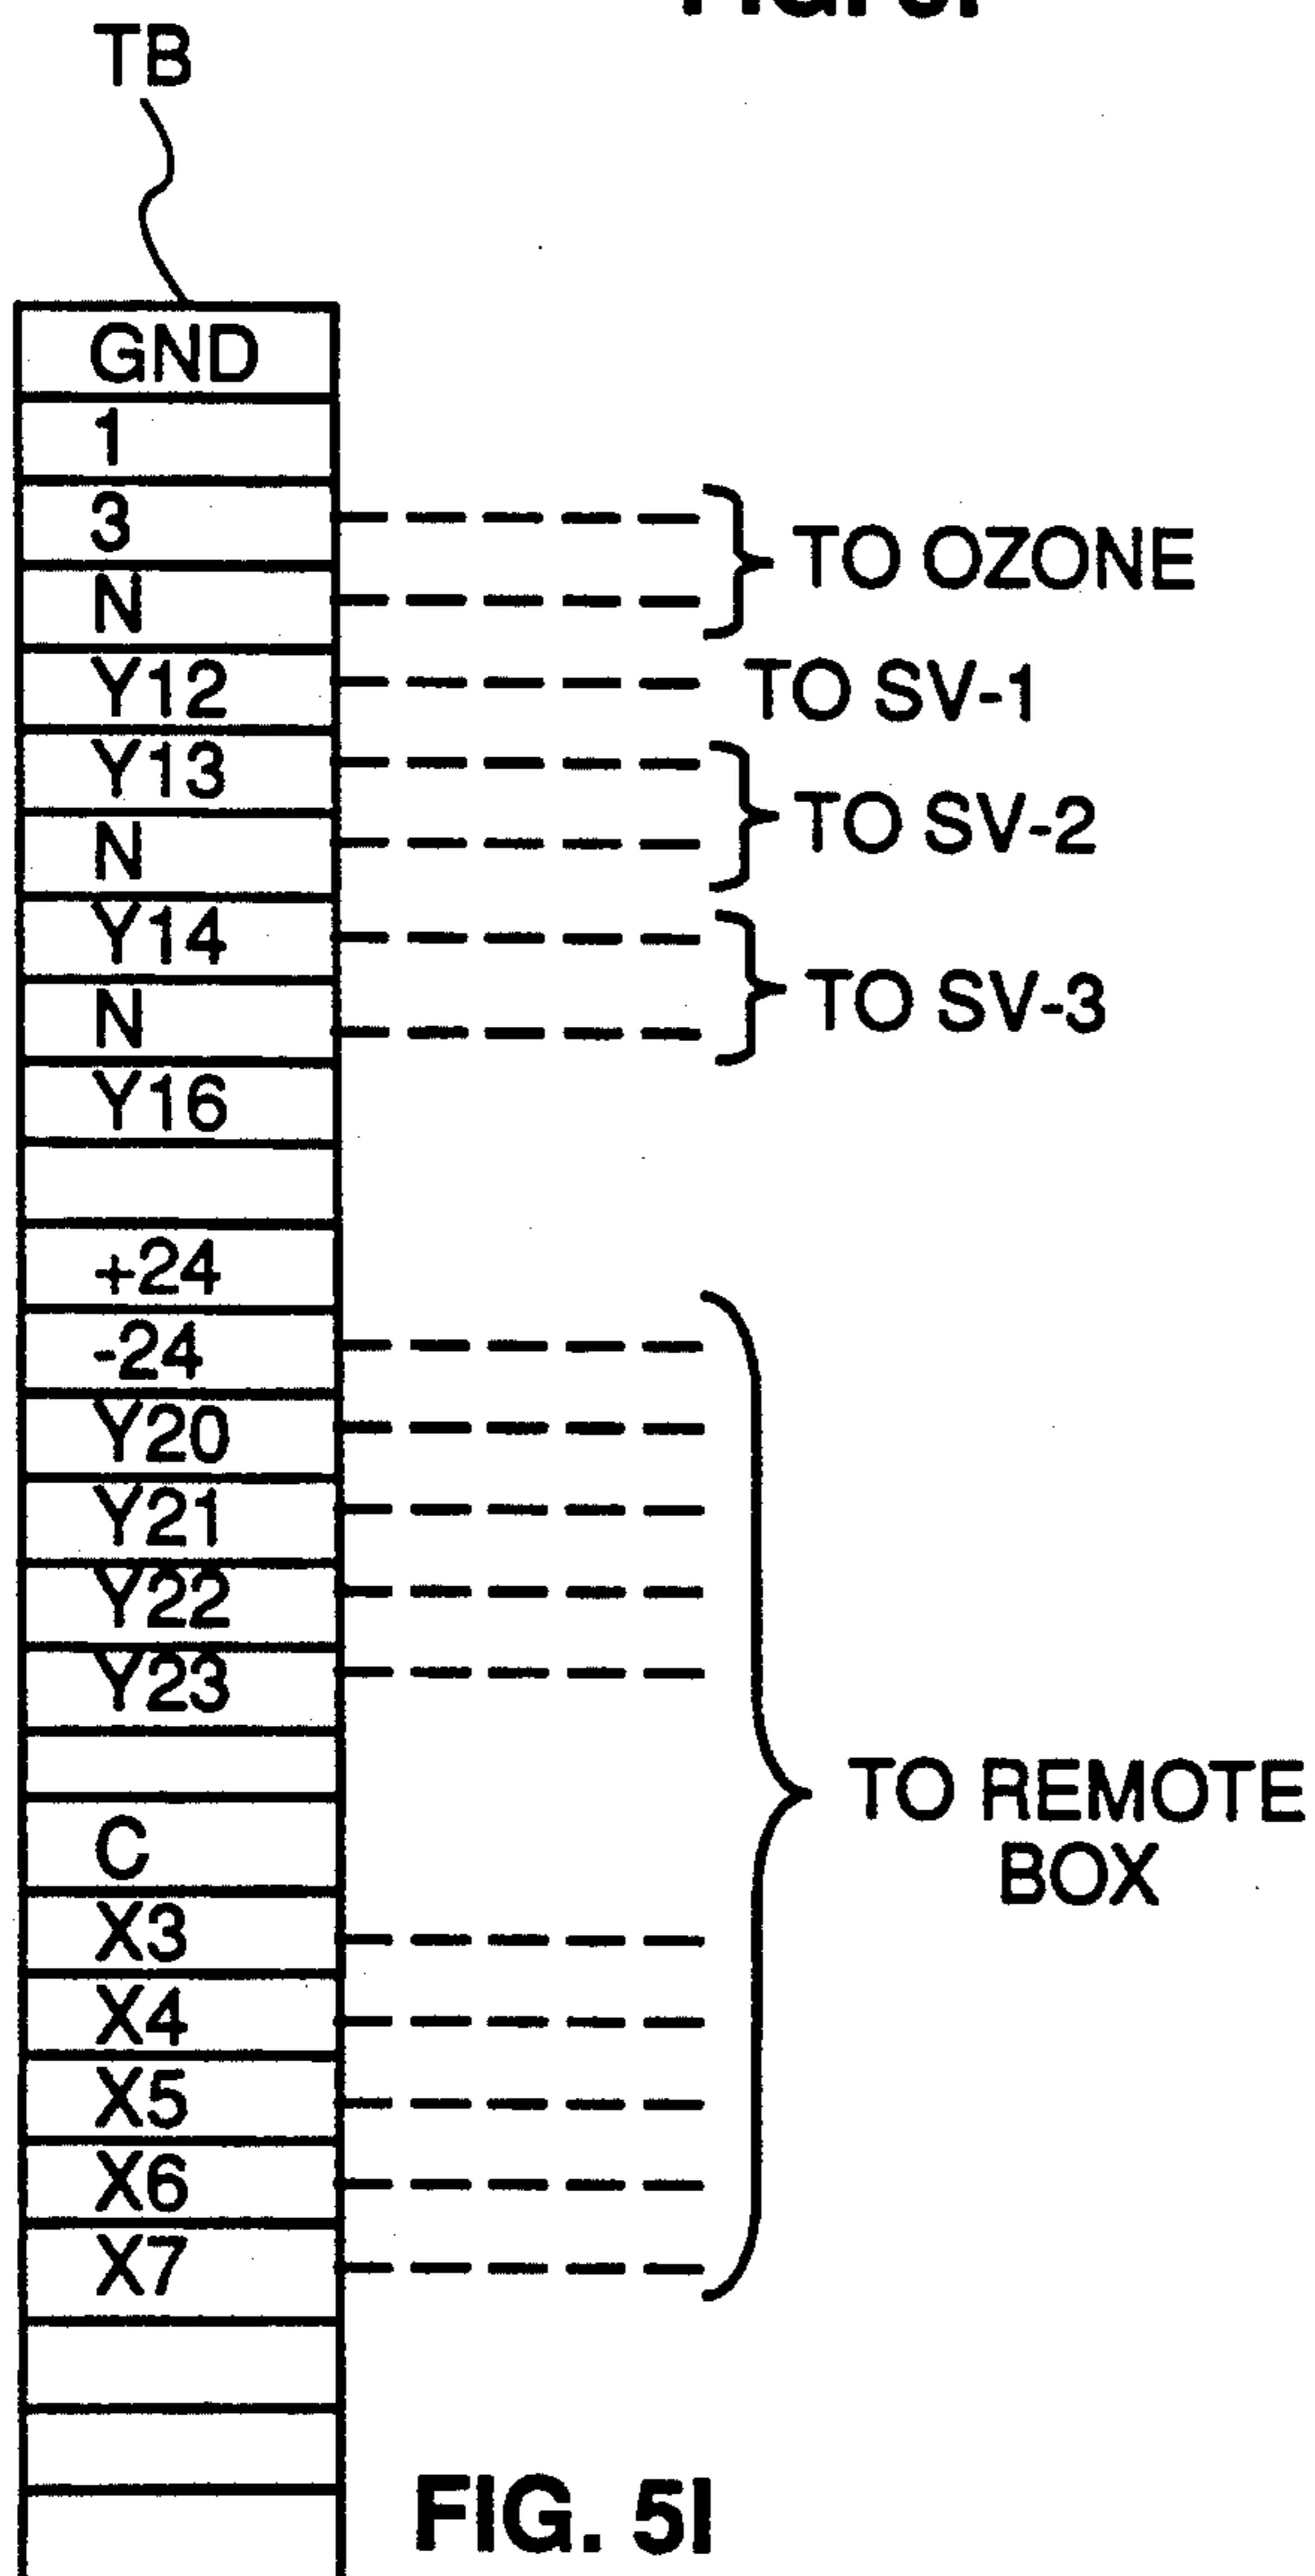 TB
GND
1
3
N
TO OZONE
Y12
TO SV-1
Y13
N
TO SV-2
Y14
N
TO SV-3
Y16
+24
-24
Y20
Y21
Y22
Y23
C
X3
X4
X5
X6
X7
TO REMOTE
BOX
FIG. 5I